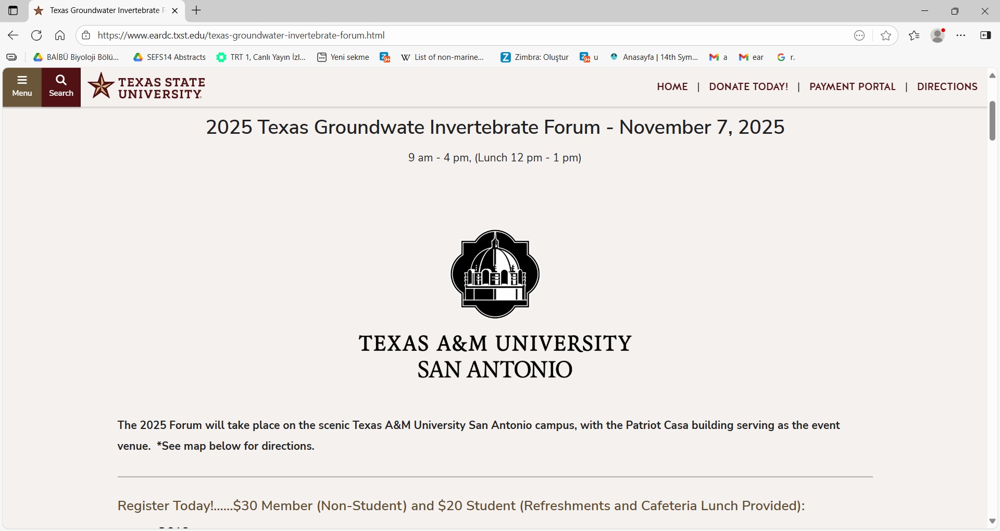 Texas Groundwater Invertebrate F
https://www.eardc.txst.edu/texas-groundwater-invertebrate-forum.html
BAİBÜ Biyoloji Bölü... SEFS14 Abstracts TRT 1, Canlı Yayın İzl... Yeni sekme List of non-marine... Zimbra: Oluştur u Anasayfa | 14th Sym... a ear r.
Menu Search TEXAS STATE UNIVERSITY HOME | DONATE TODAY! | PAYMENT PORTAL | DIRECTIONS
2025 Texas Groundwate Invertebrate Forum - November 7, 2025
9 am - 4 pm, (Lunch 12 pm - 1 pm)
TEXAS A&M UNIVERSITY
SAN ANTONIO
The 2025 Forum will take place on the scenic Texas A&M University San Antonio campus, with the Patriot Casa building serving as the event
venue. *See map below for directions.
Register Today!......$30 Member (Non-Student) and $20 Student (Refreshments and Cafeteria Lunch Provided):